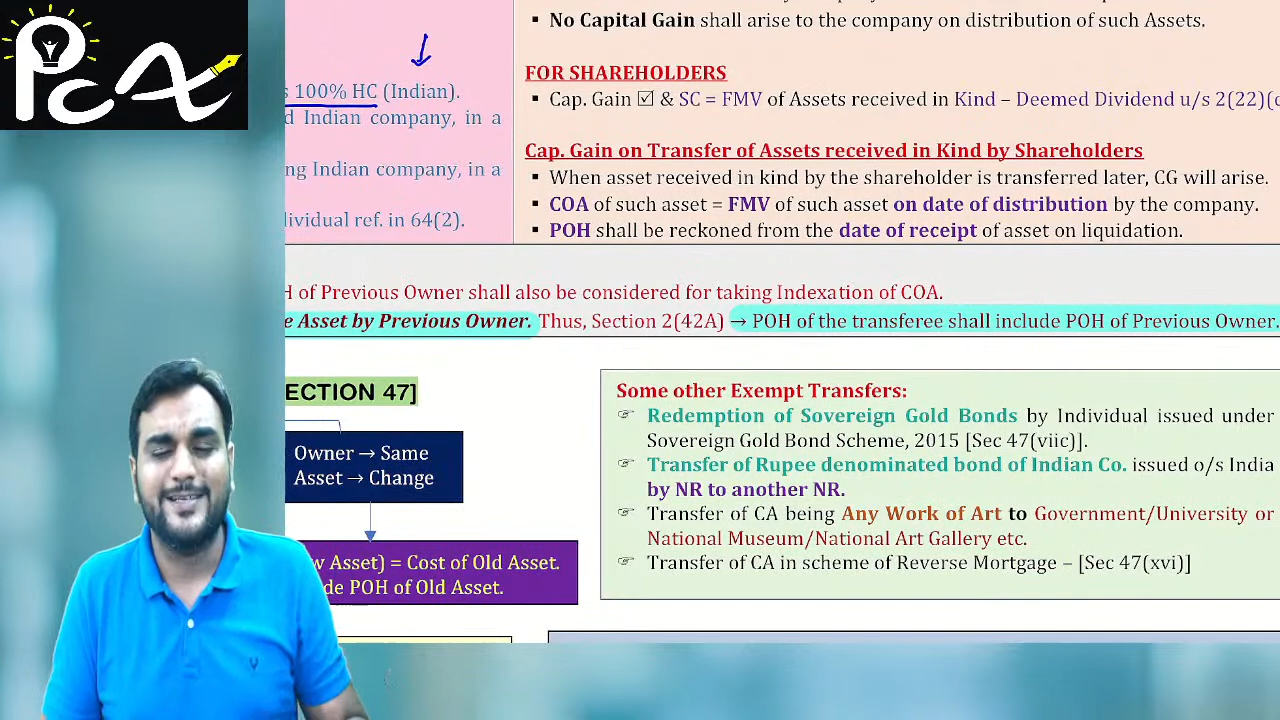 PCA
No Capital Gain shall arise to the company on distribution of such Assets.
100% HC (Indian).
Indian company, in a
Indian company, in a
ref. in 64(2).
FOR SHAREHOLDERS
Cap. Gain ☑ & SC = FMV of Assets received in Kind – Deemed Dividend u/s 2(22)(
Cap. Gain on Transfer of Assets received in Kind by Shareholders
When asset received in kind by the shareholder is transferred later, CG will arise.
COA of such asset = FMV of such asset on date of distribution by the company.
POH shall be reckoned from the date of receipt of asset on liquidation.
of Previous Owner shall also be considered for taking Indexation of COA.
Asset by Previous Owner. Thus, Section 2(42A) → POH of the transferee shall include POH of Previous Owner.
ECTION 47]
Owner → Same
Asset → Change
Asset) = Cost of Old Asset.
de POH of Old Asset.
Some other Exempt Transfers:
☞ Redemption of Sovereign Gold Bonds by Individual issued under
Sovereign Gold Bond Scheme, 2015 [Sec 47(viic)].
☞ Transfer of Rupee denominated bond of Indian Co. issued o/s India
by NR to another NR.
☞ Transfer of CA being Any Work of Art to Government/University or
National Museum/National Art Gallery etc.
☞ Transfer of CA in scheme of Reverse Mortgage – [Sec 47(xvi)]